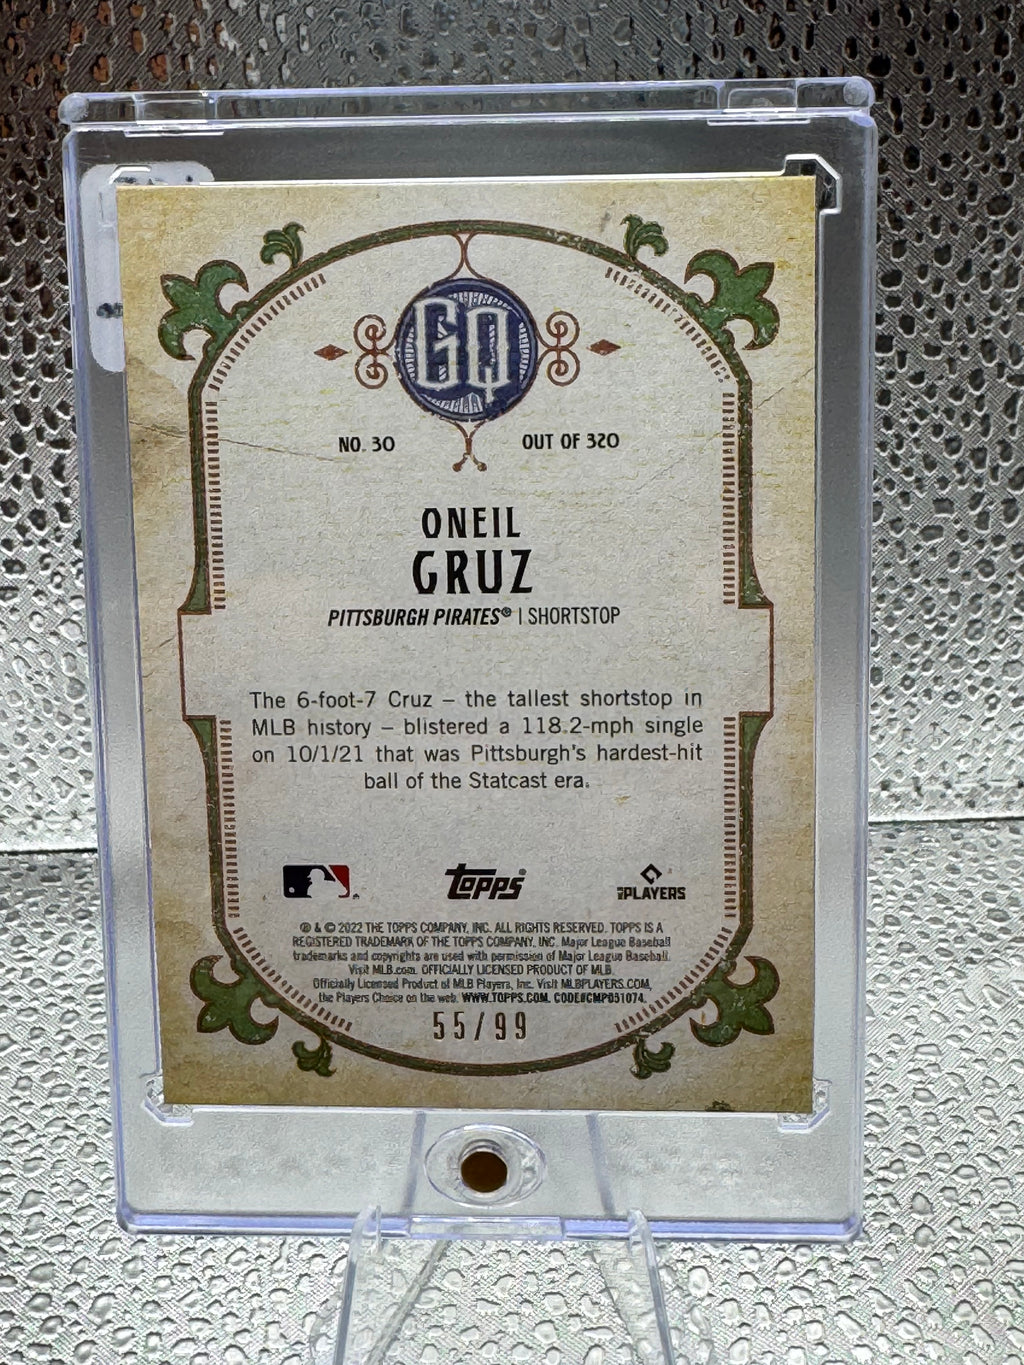 GQ
NO. 30 OUT OF 320
ONEIL
CRUZ
PITTSBURGH PIRATES® | SHORTSTOP
The 6-foot-7 Cruz – the tallest shortstop in
MLB history – blistered a 118.2-mph single
on 10/1/21 that was Pittsburgh's hardest-hit
ball of the Statcast era.
Topps®
MLB PLAYERS
® & © 2022 THE TOPPS COMPANY, INC. ALL RIGHTS RESERVED. TOPPS IS A
REGISTERED TRADEMARK OF THE TOPPS COMPANY, INC. Major League Baseball
trademarks and copyrights are used with permission of Major League Baseball.
Visit MLB.com. OFFICIALLY LICENSED PRODUCT OF MLB.
Officially Licensed Product of MLB Players, Inc. Visit MLBPLAYERS.COM,
the Players Choice on the web. WWW.TOPPS.COM. CODE#CMP051074.
55/99